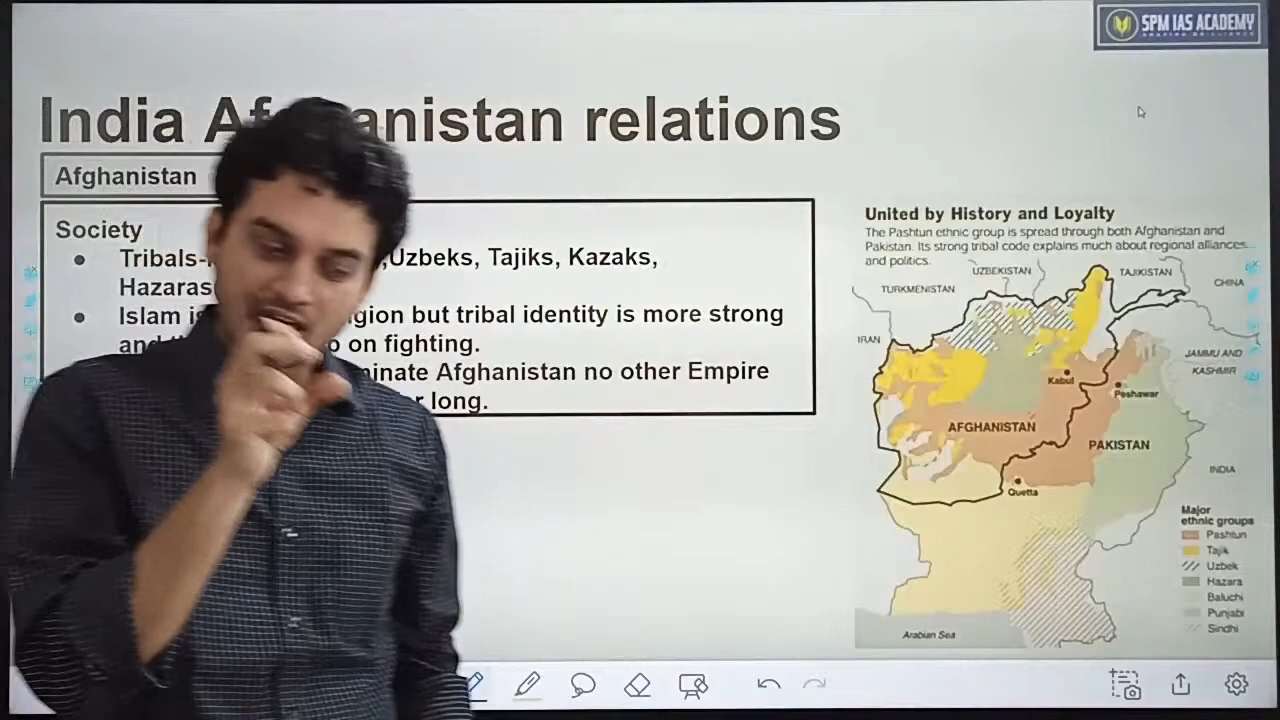 SPM IAS ACADEMY
India Af anistan relations
Afghanistan
Society
Tribals- ,Uzbeks, Tajiks, Kazaks,
Hazaras
Islam is gion but tribal identity is more strong
and on fighting.
minate Afghanistan no other Empire
long.
United by History and Loyalty
The Pashtun ethnic group is spread through both Afghanistan and
Pakistan. Its strong tribal code explains much about regional alliances
and politics.
UZBEKISTAN
TAJIKISTAN
TURKMENISTAN
CHINA
IRAN
JAMMU AND
KASHMIR
Kabul
Peshawar
AFGHANISTAN
PAKISTAN
INDIA
Quetta
Major
ethnic groups
Pashtun
Tajik
Uzbek
Hazara
Baluchi
Punjabi
Sindhi
Arabian Sea